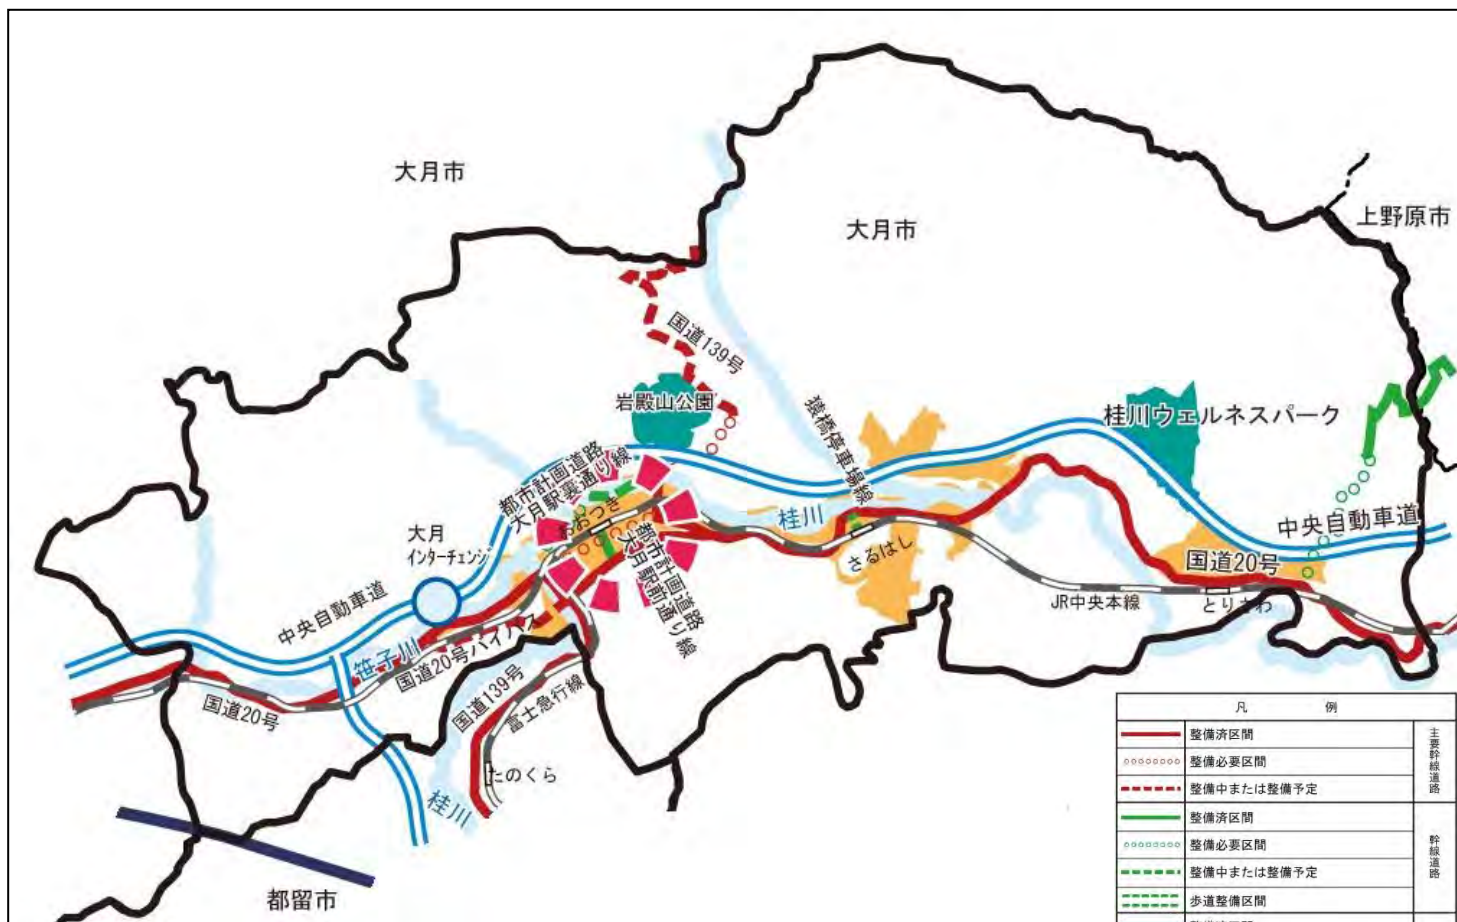 大月市
大月市
上野原市
国道139号
岩殿山公園
猿橋停車場線
桂川ウェルネスパーク
都市計画道路
大月駅裏通り線
おおつき
大月
インターチェンジ
桂川
さるはし
中央自動車道
国道20号
都市計画道路
大月駅前通り線
中央自動車道
JR中央本線
とりさわ
笹子川
国道20号バイパス
国道20号
国道139号
富士急行線
たのくら
桂川
都留市
凡例
主要幹線道路
整備済区間
整備必要区間
整備中または整備予定
幹線道路
整備済区間
整備必要区間
整備中または整備予定
歩道整備区間